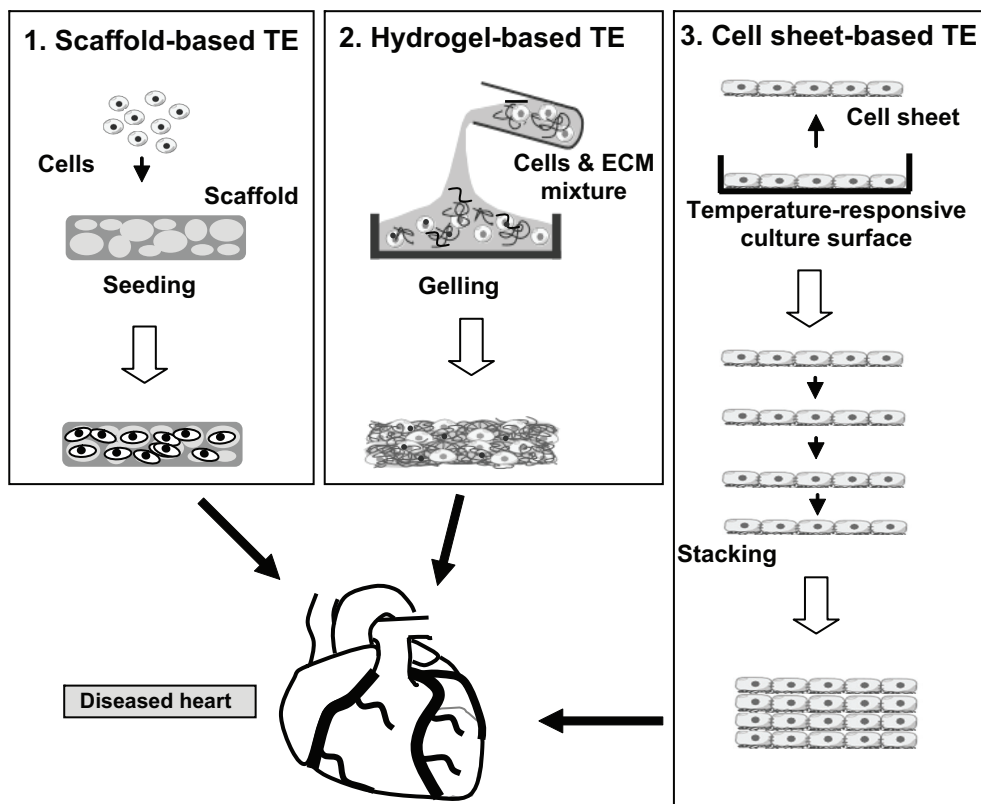 1. Scaffold-based TE
Cells
Scaffold
Seeding
2. Hydrogel-based TE
Cells & ECM
mixture
Gelling
3. Cell sheet-based TE
Cell sheet
Temperature-responsive
culture surface
Stacking
Diseased heart